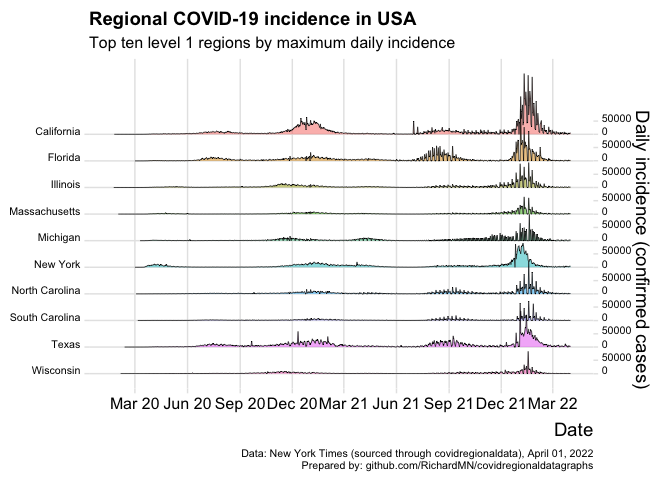 Regional COVID-19 incidence in USA
Top ten level 1 regions by maximum daily incidence
California
Florida
Illinois
Massachusetts
Michigan
New York
North Carolina
South Carolina
Texas
Wisconsin
50000
0
50000
0
50000
0
50000
0
50000
0
50000
0
50000
0
50000
0
50000
0
50000
0
Daily incidence (confirmed cases)
Mar 20 Jun 20 Sep 20 Dec 20 Mar 21 Jun 21 Sep 21 Dec 21 Mar 22
Date
Data: New York Times (sourced through covidregionaldata), April 01, 2022
Prepared by: github.com/RichardMN/covidregionaldatagraphs